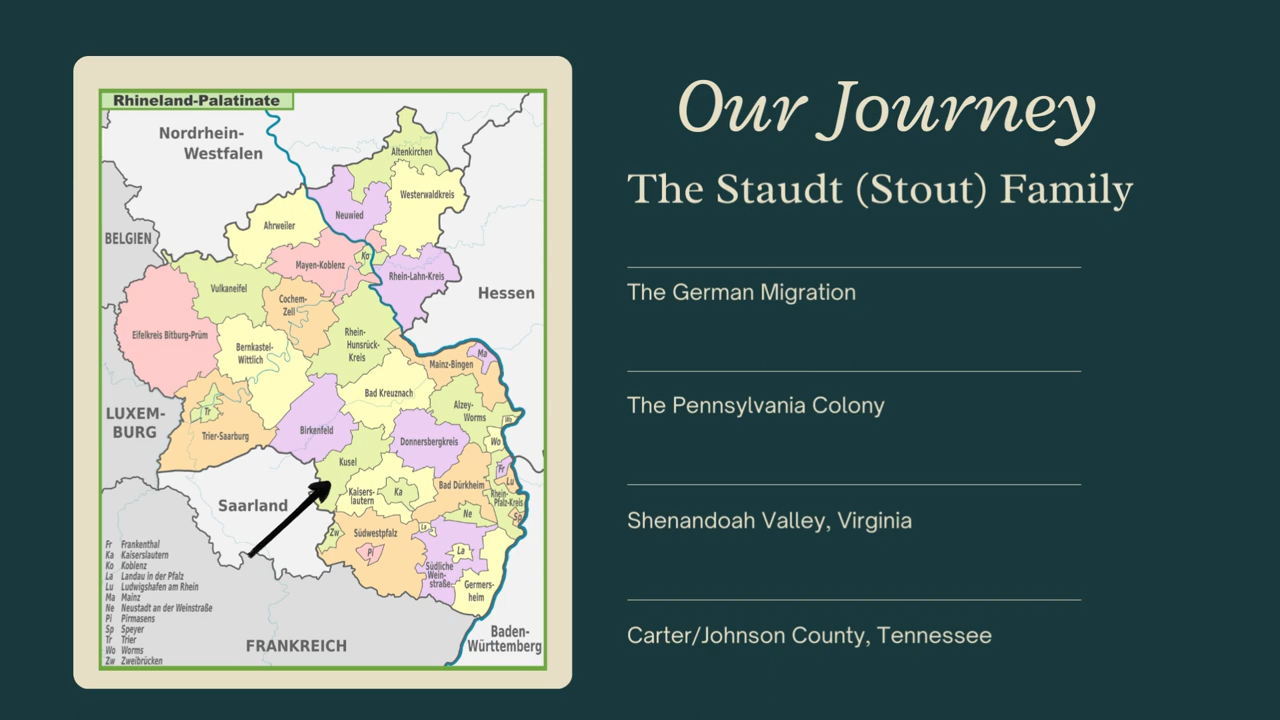 Rhineland-Palatinate
Nordrhein-
Westfalen
Altenkirchen
Westerwaldkreis
Neuwied
Ahrweiler
BELGIEN
Ko
Mayen-Koblenz
Rhein-Lahn-Kreis
Vulkaneifel
Hessen
Cochem-
Zell
Eifelkreis Bitburg-Prüm
Rhein-
Hunsrück-
Kreis
Bernkastel-
Wittlich
Ma
Mainz-Bingen
Bad Kreuznach
Alzey-
Worms
LUXEM-
BURG
Tr
Trier-Saarburg
Birkenfeld
Donnersbergkreis
Wo
Wo
Kusel
Fr
Lu
Bad Dürkheim
Kaisers-
lautern
Ka
Rhein-
Pfalz-Kreis
Sp
Saarland
Ne
Zw
Südwestpfalz
La
Pi
La
Südliche
Wein-
straße
Germers-
heim
Fr Frankenthal
Ka Kaiserslautern
Ko Koblenz
La Landau in der Pfalz
Lu Ludwigshafen am Rhein
Ma Mainz
Ne Neustadt an der Weinstraße
Pi Pirmasens
Sp Speyer
Tr Trier
Wo Worms
Zw Zweibrücken
FRANKREICH
Baden-
Württemberg
Our Journey
The Staudt (Stout) Family
The German Migration
The Pennsylvania Colony
Shenandoah Valley, Virginia
Carter/Johnson County, Tennessee